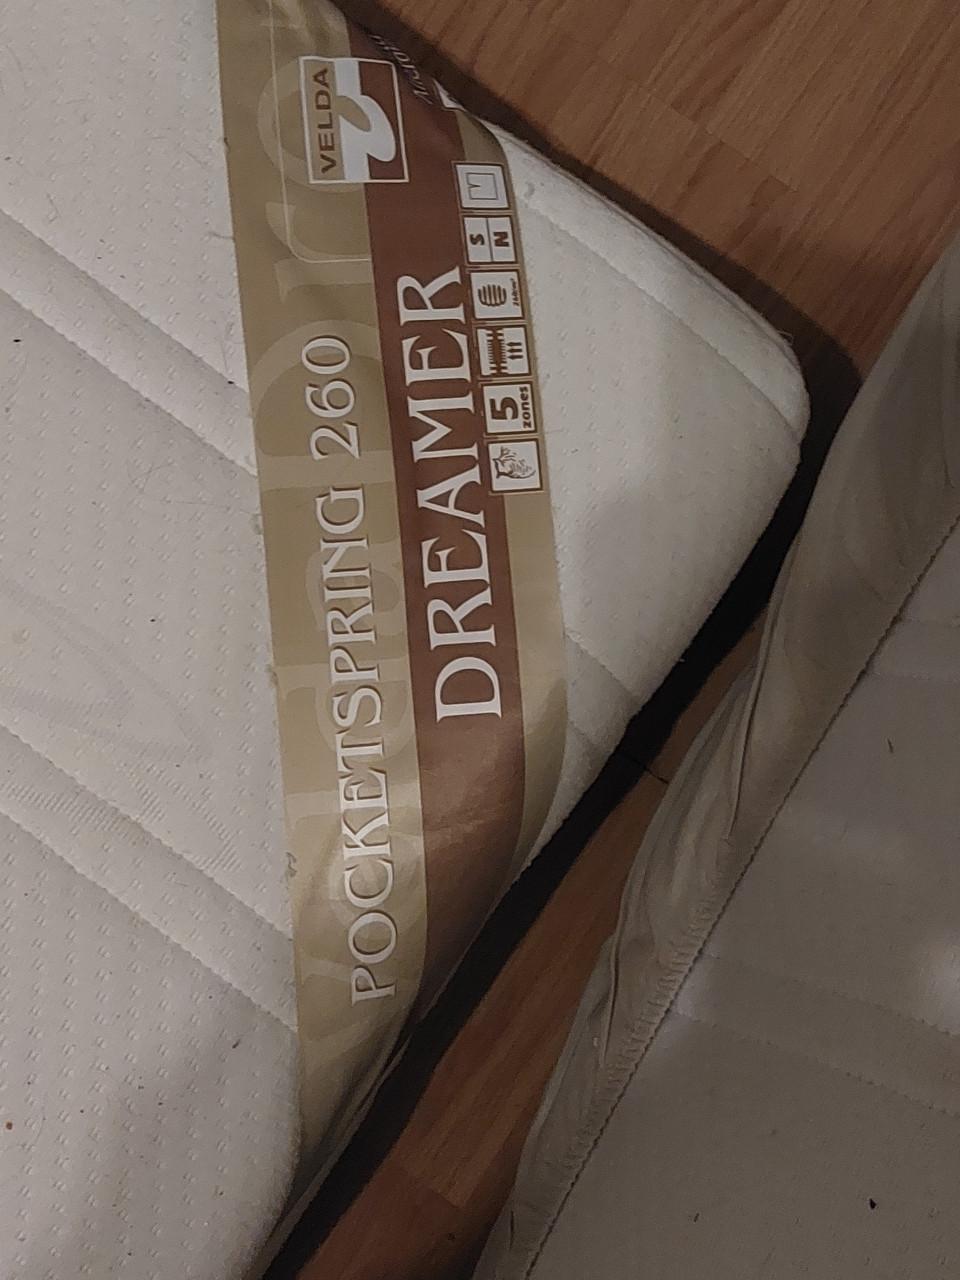 VELDA
POCKETSPRING 260
DREAMER
5
zones
S
N